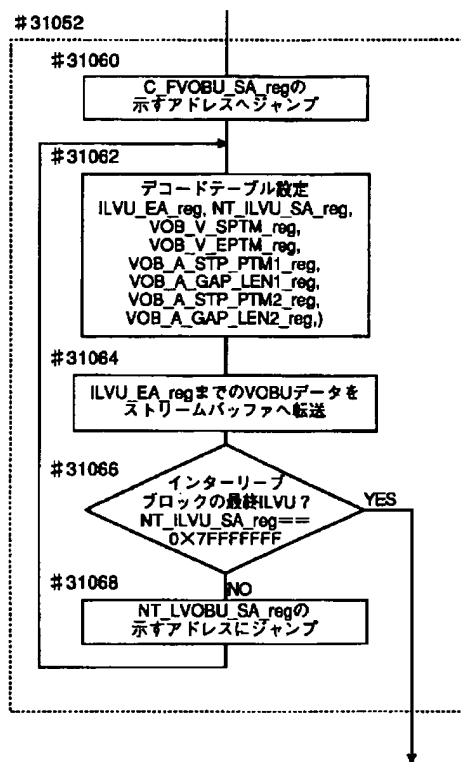 #31052
#31060
C_FVOBU_SA_regの
示すアドレスへジャンプ
#31062
デコードテーブル設定
ILVU_EA_reg, NT_ILVU_SA_reg,
VOB_V_SPTM_reg,
VOB_V_EPTM_reg,
VOB_A_STP_PTM1_reg,
VOB_A_GAP_LEN1_reg,
VOB_A_STP_PTM2_reg,
VOB_A_GAP_LEN2_reg,)
#31064
ILVU_EA_regまでのVOBUデータを
ストリームバッファへ転送
#31066
インターリーブ
ブロックの最終ILVU?
NT_ILVU_SA_reg==
0×7FFFFFFF
YES
NO
#31068
NT_LVOBU_SA_regの
示すアドレスにジャンプ